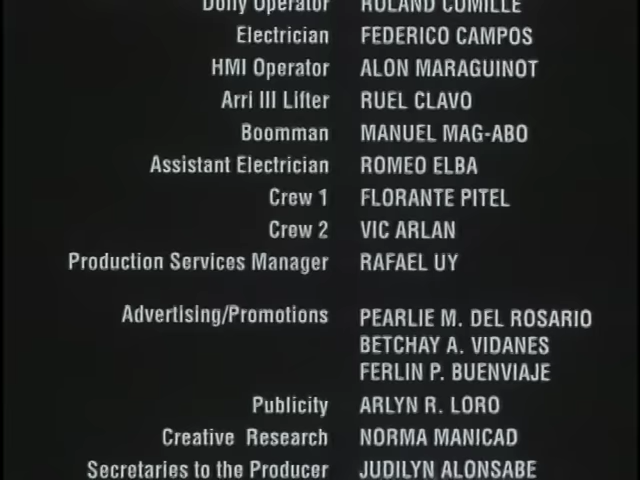 Dolly Operator ROLAND COMILLE
Electrician FEDERICO CAMPOS
HMI Operator ALON MARAGUINOT
Arri III Lifter RUEL CLAVO
Boomman MANUEL MAG-ABO
Assistant Electrician ROMEO ELBA
Crew 1 FLORANTE PITEL
Crew 2 VIC ARLAN
Production Services Manager RAFAEL UY
Advertising/Promotions PEARLIE M. DEL ROSARIO
BETCHAY A. VIDANES
FERLIN P. BUENVIAJE
Publicity ARLYN R. LORO
Creative Research NORMA MANICAD
Secretaries to the Producer JUDILYN ALONSABE